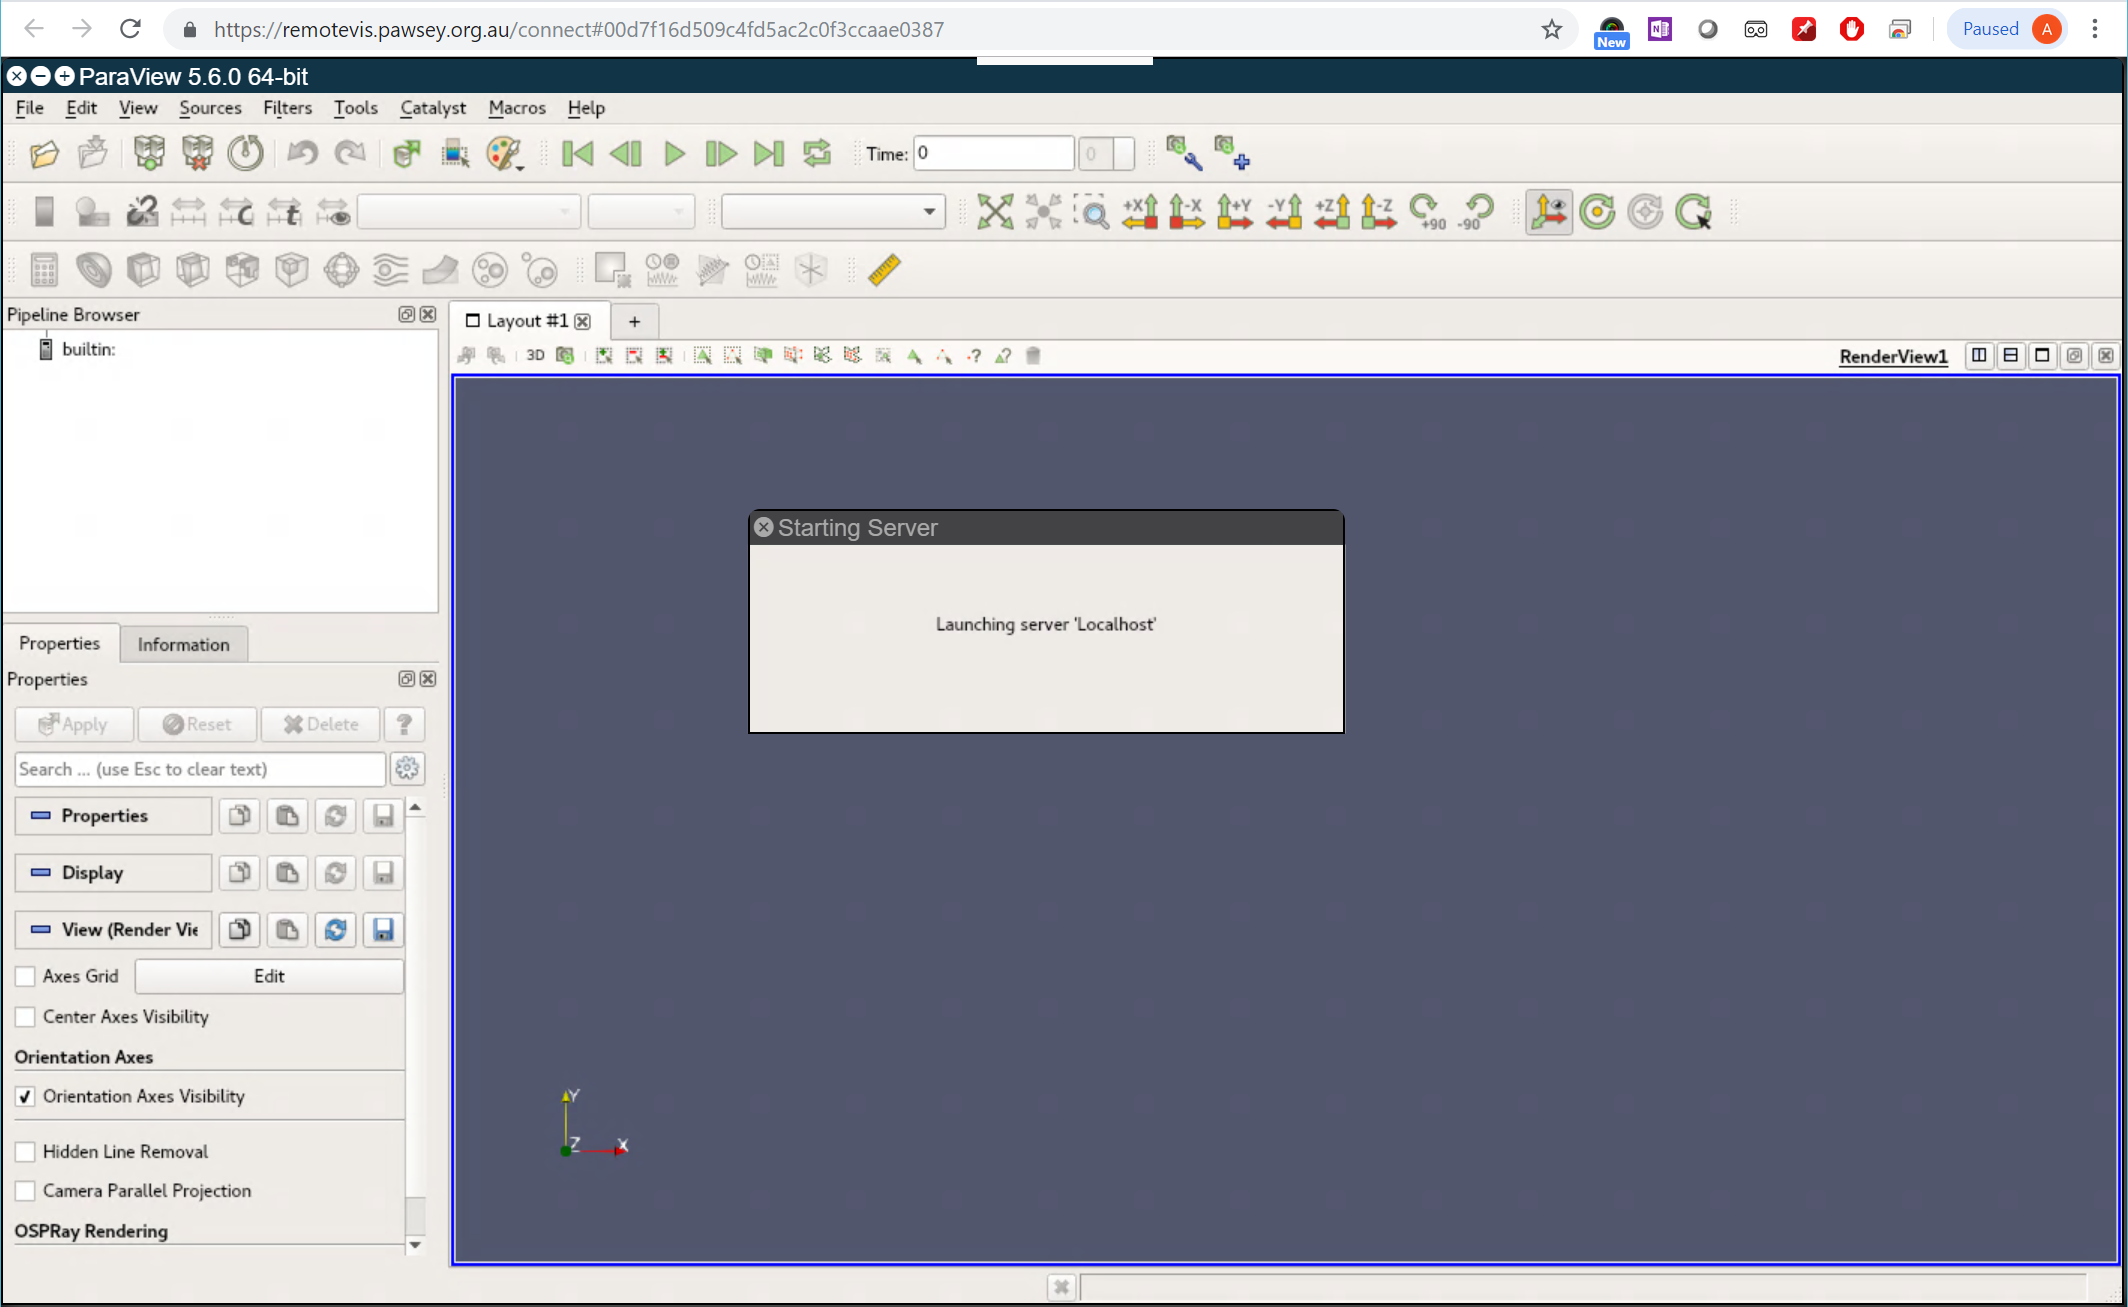 https://remotevis.pawsey.org.au/connect#00d7f16d509c4fd5ac2c0f3ccaae0387
New
N
Paused A
ParaView 5.6.0 64-bit
File Edit View Sources Filters Tools Catalyst Macros Help
Time: 0 0
C t +X -X +Y -Y +Z -Z +90 -90
Pipeline Browser
Layout #1 +
builtin:
3D ? ? RenderView1
Starting Server
Launching server 'Localhost'
Properties Information
Properties
Apply Reset Delete ?
Search ... (use Esc to clear text)
Properties
Display
View (Render Vie
Axes Grid Edit
Center Axes Visibility
Orientation Axes
Orientation Axes Visibility
Y
Z X
Hidden Line Removal
Camera Parallel Projection
OSPRay Rendering